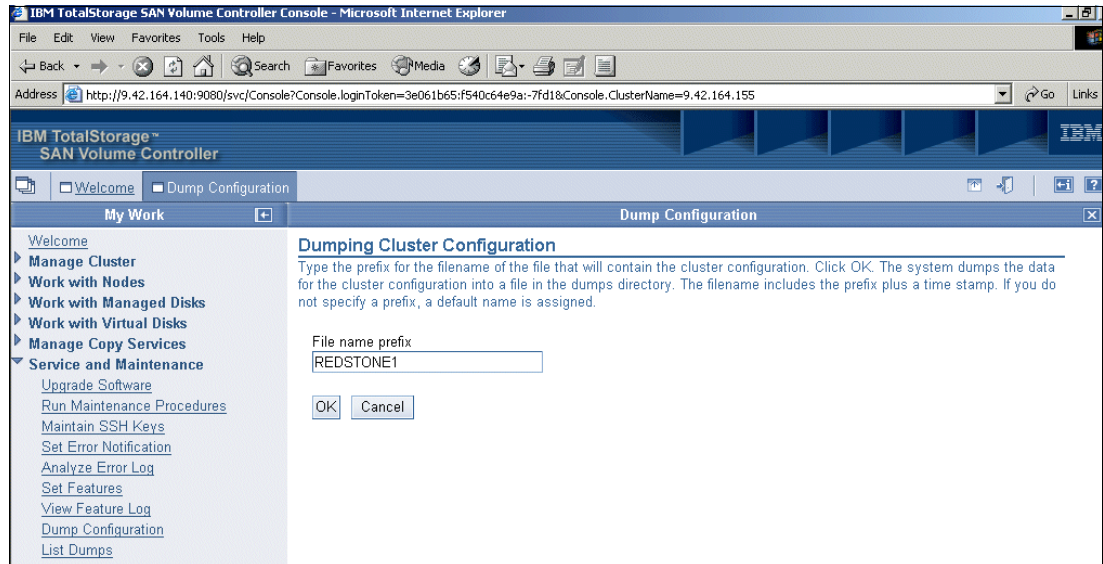 IBM TotalStorage SAN Volume Controller Console - Microsoft Internet Explorer
File Edit View Favorites Tools Help
Back Search Favorites Media
Address http://9.42.164.140:9080/svc/Console?Console.loginToken=3e061b65:f540c64e9a:-7fd1&Console.ClusterName=9.42.164.155 Go Links
IBM TotalStorage™
SAN Volume Controller
IBM
Welcome Dump Configuration
My Work Dump Configuration
Welcome
Manage Cluster
Work with Nodes
Work with Managed Disks
Work with Virtual Disks
Manage Copy Services
Service and Maintenance
Upgrade Software
Run Maintenance Procedures
Maintain SSH Keys
Set Error Notification
Analyze Error Log
Set Features
View Feature Log
Dump Configuration
List Dumps
Dumping Cluster Configuration
Type the prefix for the filename of the file that will contain the cluster configuration. Click OK. The system dumps the data
for the cluster configuration into a file in the dumps directory. The filename includes the prefix plus a time stamp. If you do
not specify a prefix, a default name is assigned.
File name prefix
REDSTONE1
OK Cancel